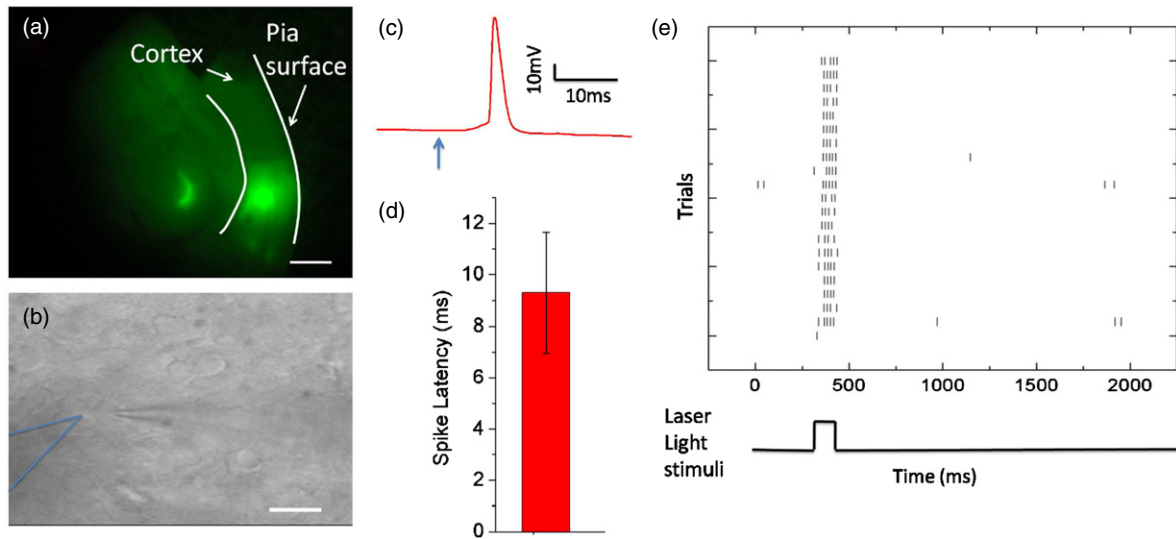 (a)
Cortex
Pia
surface
(b)
(c)
10mV
10ms
(d)
Spike Latency (ms)
12
10
8
6
4
2
0
(e)
Trials
0
500
1000
1500
2000
Laser
Light
stimuli
Time (ms)